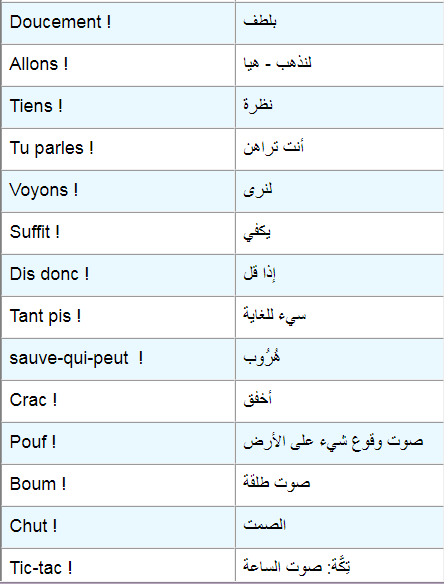 Doucement ! بلطف
Allons ! لنذهب - هيا
Tiens ! نظرة
Tu parles ! أنت تراهن
Voyons ! لنرى
Suffit ! يكفي
Dis donc ! إذا قل
Tant pis ! سيء للغاية
sauve-qui-peut ! هُرُوب
Crac ! أخفق
Pouf ! صوت وقوع شيء على الأرض
Boum ! صوت طلقة
Chut ! الصمت
Tic-tac ! تِكَّة: صوت الساعة